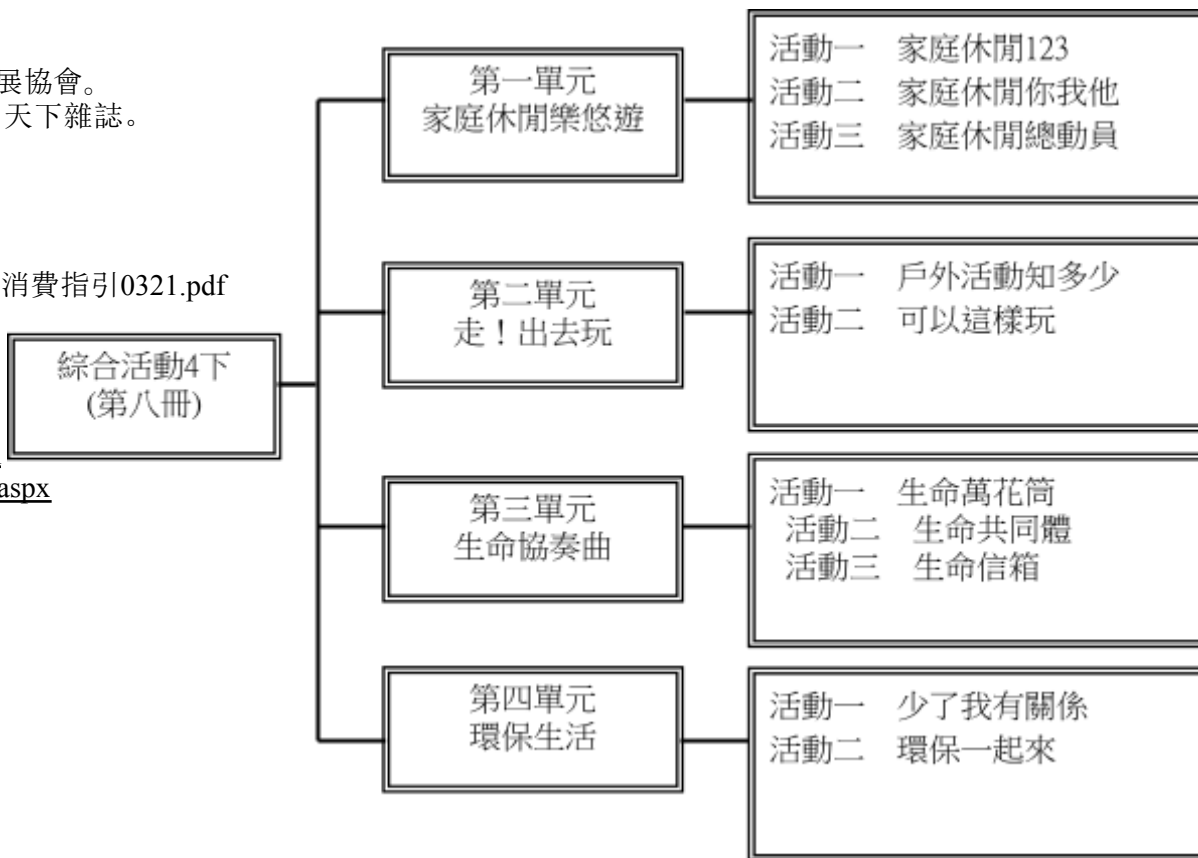 展協會。
天下雜誌。
消費指引0321.pdf
aspx
綜合活動4下
(第八冊)
第一單元
家庭休閒樂悠遊
活動一 家庭休閒123
活動二 家庭休閒你我他
活動三 家庭休閒總動員
第二單元
走！出去玩
活動一 戶外活動知多少
活動二 可以這樣玩
第三單元
生命協奏曲
活動一 生命萬花筒
活動二 生命共同體
活動三 生命信箱
第四單元
環保生活
活動一 少了我有關係
活動二 環保一起來